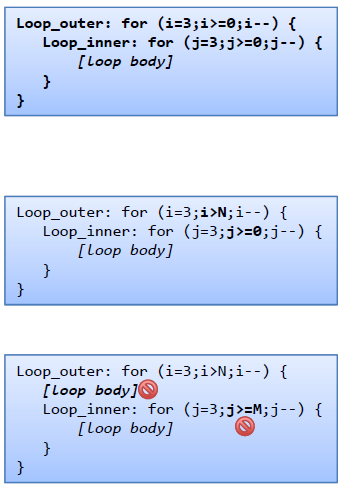 Loop_outer: for (i=3;i>=0;i--) {
Loop_inner: for (j=3;j>=0;j--) {
[loop body]
}
}
Loop_outer: for (i=3;i>N;i--) {
Loop_inner: for (j=3;j>=0;j--) {
[loop body]
}
}
Loop_outer: for (i=3;i>N;i--) {
[loop body]
Loop_inner: for (j=3;j>=M;j--) {
[loop body]
}
}